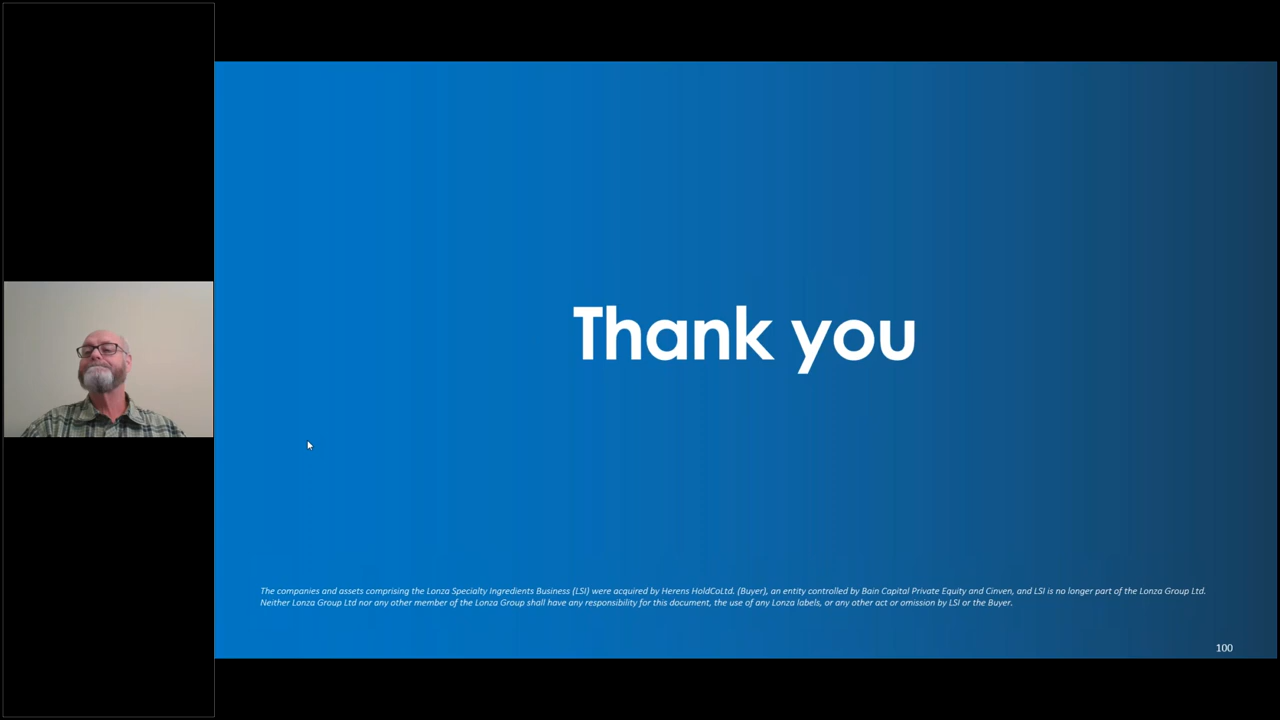 Thank you
The companies and assets comprising the Lonza Specialty Ingredients Business (LSI) were acquired by Herens HoldCoLtd. (Buyer), an entity controlled by Bain Capital Private Equity and Cinven, and LSI is no longer part of the Lonza Group Ltd.
Neither Lonza Group Ltd nor any other member of the Lonza Group shall have any responsibility for this document, the use of any Lonza labels, or any other act or omission by LSI or the Buyer.
100